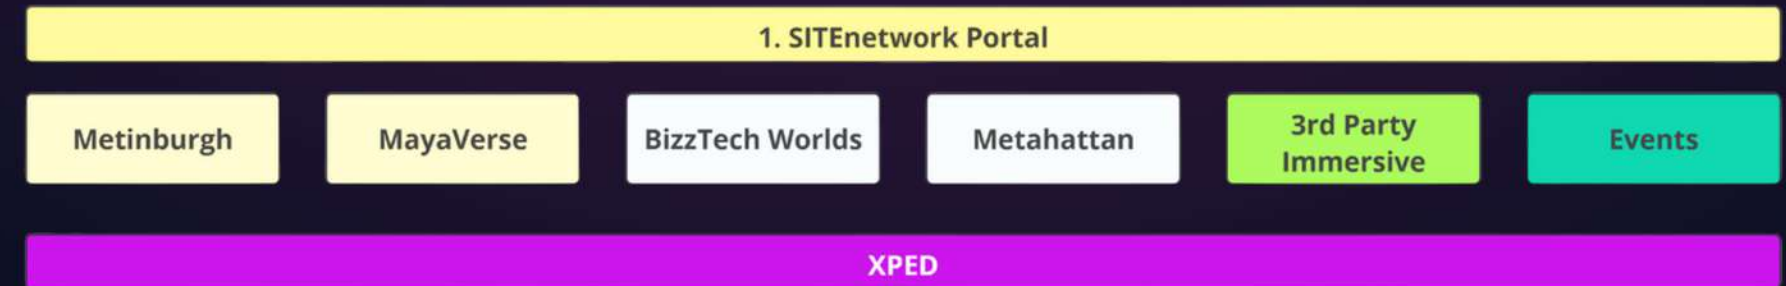 1. SITEnetwork Portal
Metinburgh
MayaVerse
BizzTech Worlds
Metahattan
3rd Party
Immersive
Events
XPED